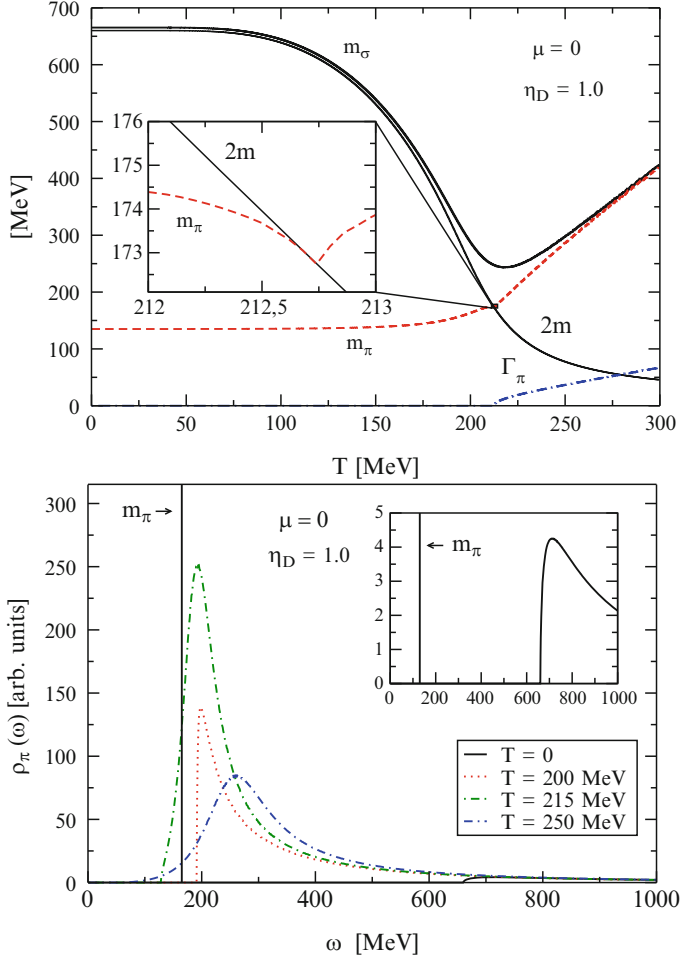 700
600
500
400
300
200
100
0
[MeV]
m_σ
μ = 0
η_D = 1.0
176
175
174
173
2m
m_π
212
212,5
213
2m
m_π
Γ_π
0 50 100 150 200 250 300
T [MeV]
300
250
200
150
100
50
0
ρ_π(ω) [arb. units]
m_π
μ = 0
η_D = 1.0
5
4
3
2
1
0
m_π
0 200 400 600 800 1000
T = 0
T = 200 MeV
T = 215 MeV
T = 250 MeV
0 200 400 600 800 1000
ω [MeV]